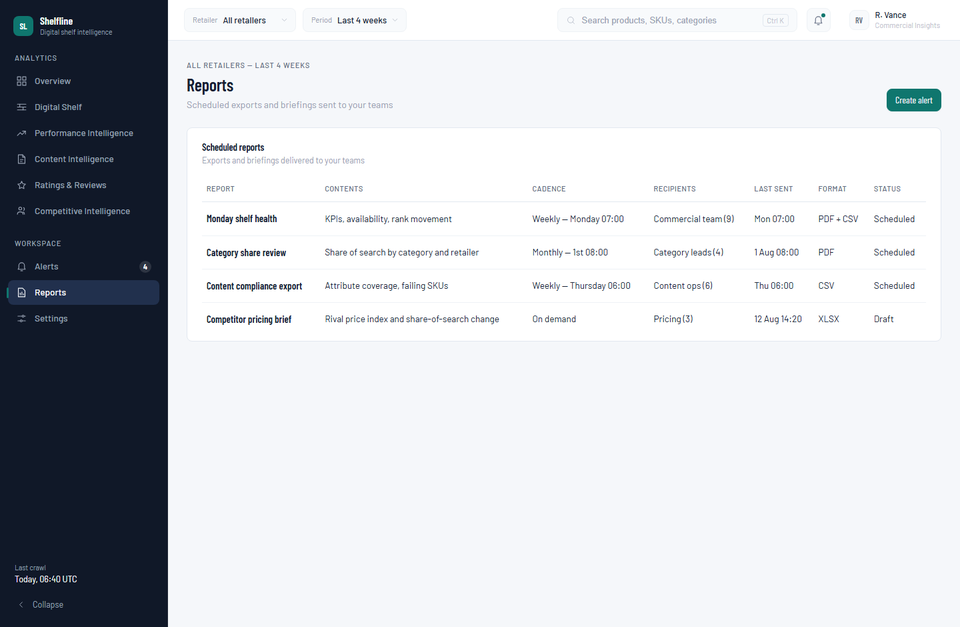 SL
Shelfline
Digital shelf intelligence
ANALYTICS
Overview
Digital Shelf
Performance Intelligence
Content Intelligence
Ratings & Reviews
Competitive Intelligence
WORKSPACE
Alerts 4
Reports
Settings
Last crawl
Today, 06:40 UTC
Collapse
Retailer All retailers
Period Last 4 weeks
Search products, SKUs, categories Ctrl K
RV
R. Vance
Commercial Insights
ALL RETAILERS — LAST 4 WEEKS
Reports
Scheduled exports and briefings sent to your teams
Create alert
Scheduled reports
Exports and briefings delivered to your teams
REPORT CONTENTS CADENCE RECIPIENTS LAST SENT FORMAT STATUS
Monday shelf health KPIs, availability, rank movement Weekly — Monday 07:00 Commercial team (9) Mon 07:00 PDF + CSV Scheduled
Category share review Share of search by category and retailer Monthly — 1st 08:00 Category leads (4) 1 Aug 08:00 PDF Scheduled
Content compliance export Attribute coverage, failing SKUs Weekly — Thursday 06:00 Content ops (6) Thu 06:00 CSV Scheduled
Competitor pricing brief Rival price index and share-of-search change On demand Pricing (3) 12 Aug 14:20 XLSX Draft